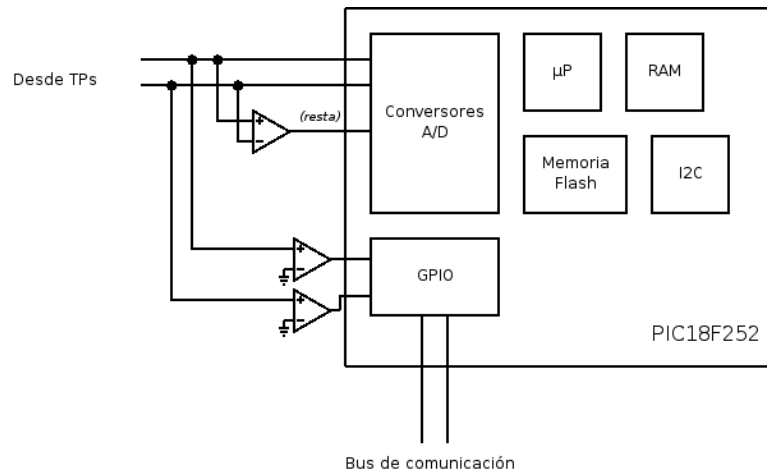 Desde TPs
(resta)
Conversores
A/D
µP
RAM
Memoria
Flash
I2C
GPIO
PIC18F252
Bus de comunicación